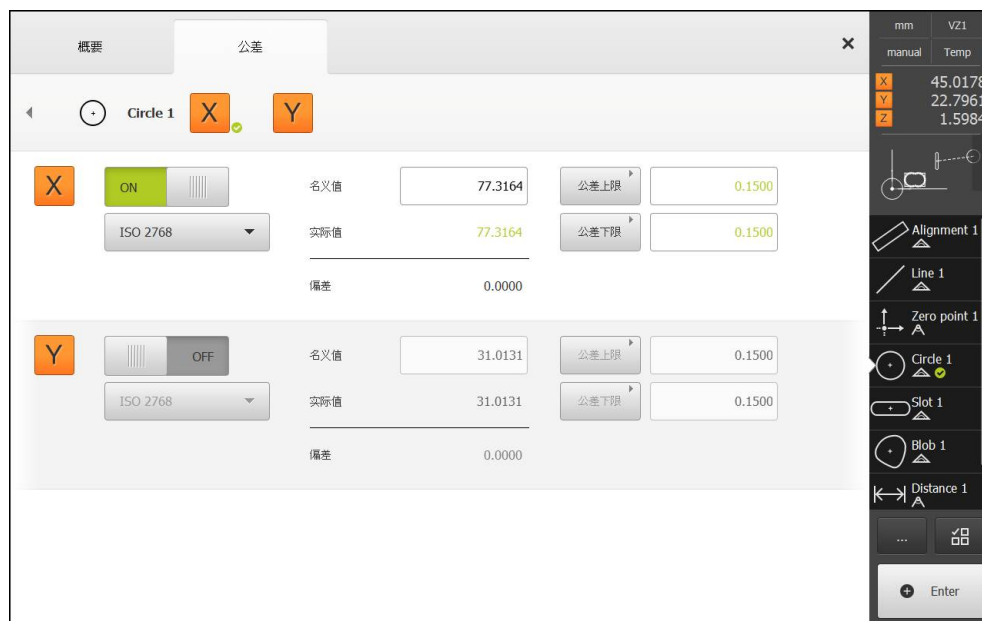 概要 公差 ×
mm VZ1
manual Temp
X 45.0178
Y 22.7961
Z 1.5984
Circle 1 X Y
X ON 名义值 77.3164 公差上限 0.1500
ISO 2768 实际值 77.3164 公差下限 0.1500
偏差 0.0000
Y OFF 名义值 31.0131 公差上限 0.1500
ISO 2768 实际值 31.0131 公差下限 0.1500
偏差 0.0000
Alignment 1
Line 1
Zero point 1
Circle 1
Slot 1
Blob 1
Distance 1
...
Enter